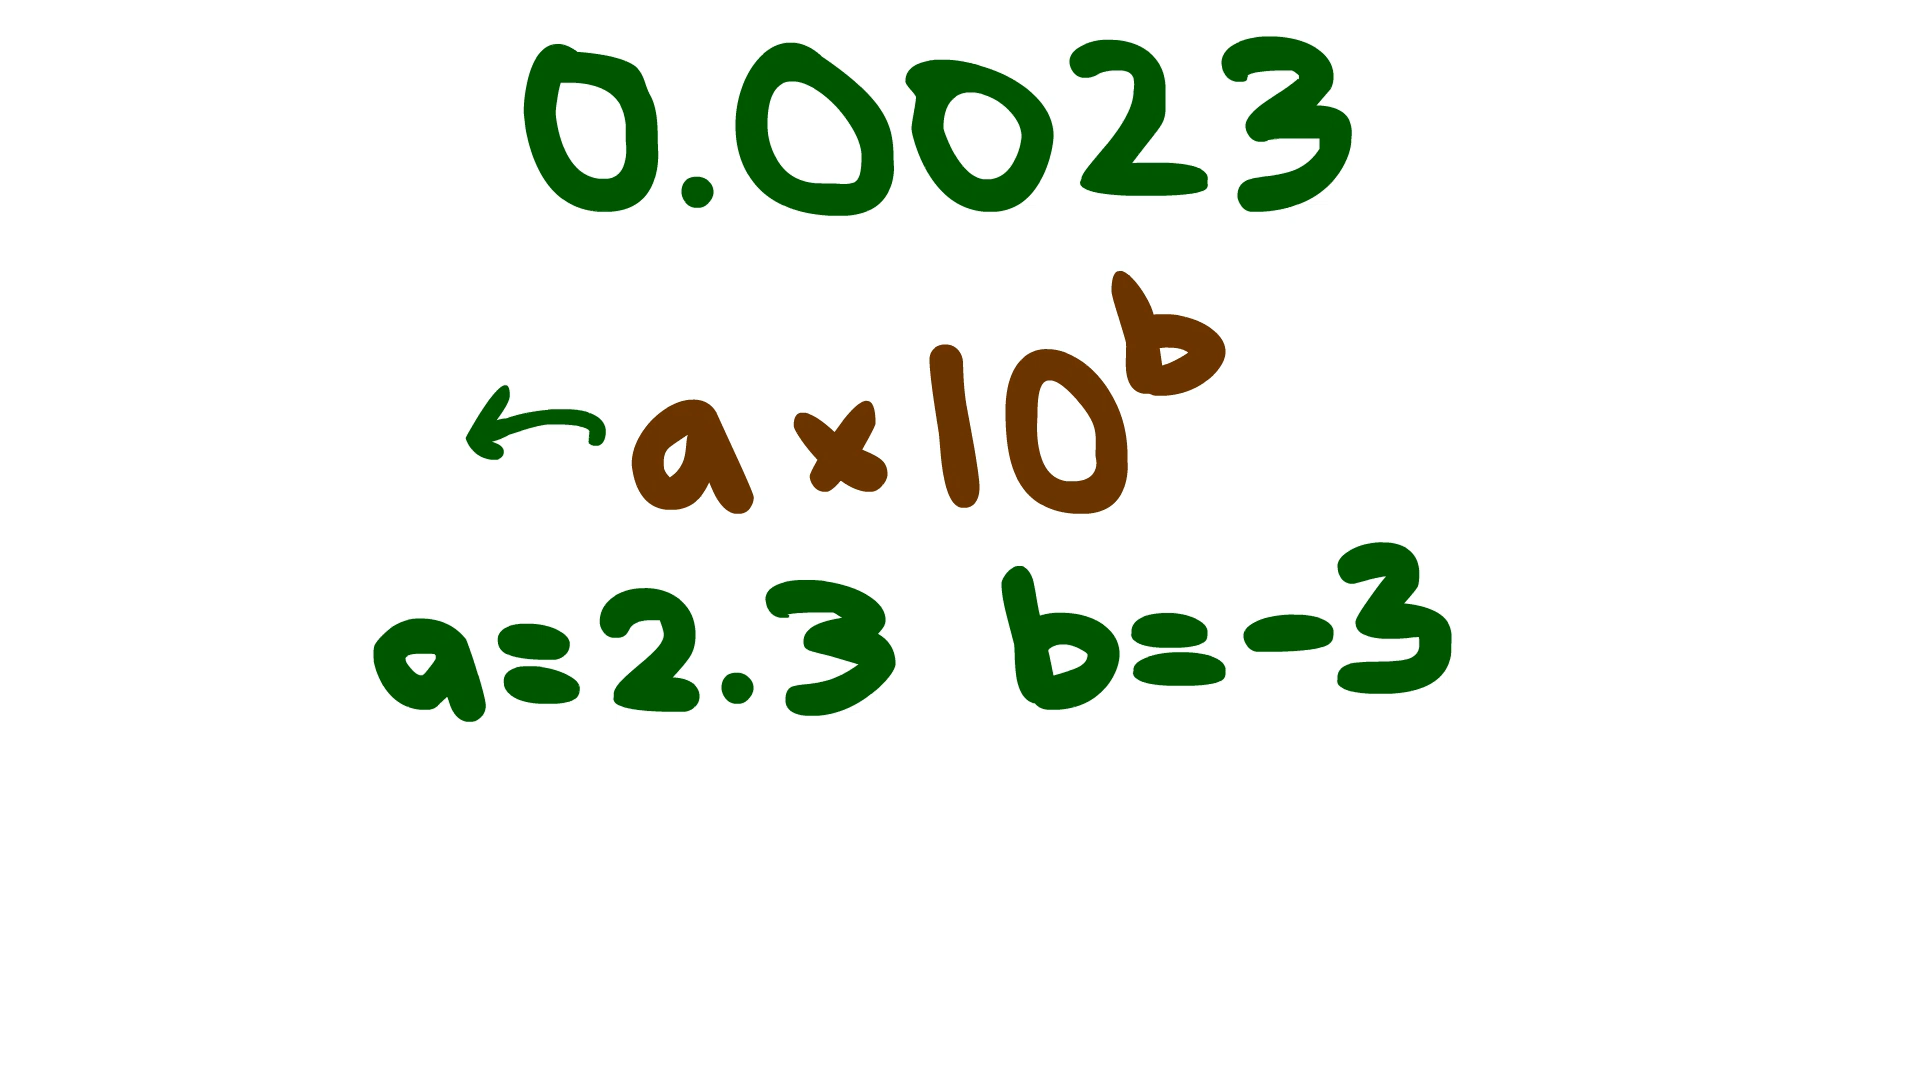 0.0023
← a × 10^b
a=2.3 b=-3